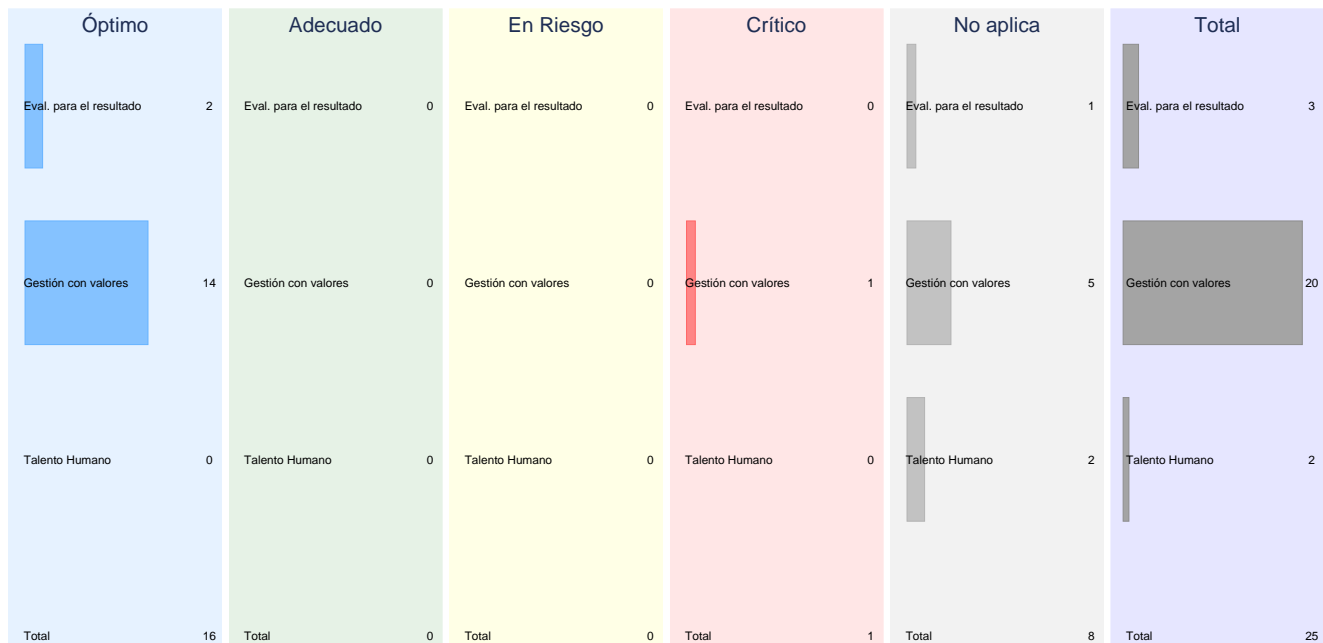 Óptimo Adecuado En Riesgo Crítico No aplica Total
Eval. para el resultado 2 Eval. para el resultado 0 Eval. para el resultado 0 Eval. para el resultado 0 Eval. para el resultado 1 Eval. para el resultado 3
Gestión con valores 14 Gestión con valores 0 Gestión con valores 0 Gestión con valores 1 Gestión con valores 5 Gestión con valores 20
Talento Humano 0 Talento Humano 0 Talento Humano 0 Talento Humano 0 Talento Humano 2 Talento Humano 2
Total 16 Total 0 Total 0 Total 1 Total 8 Total 25